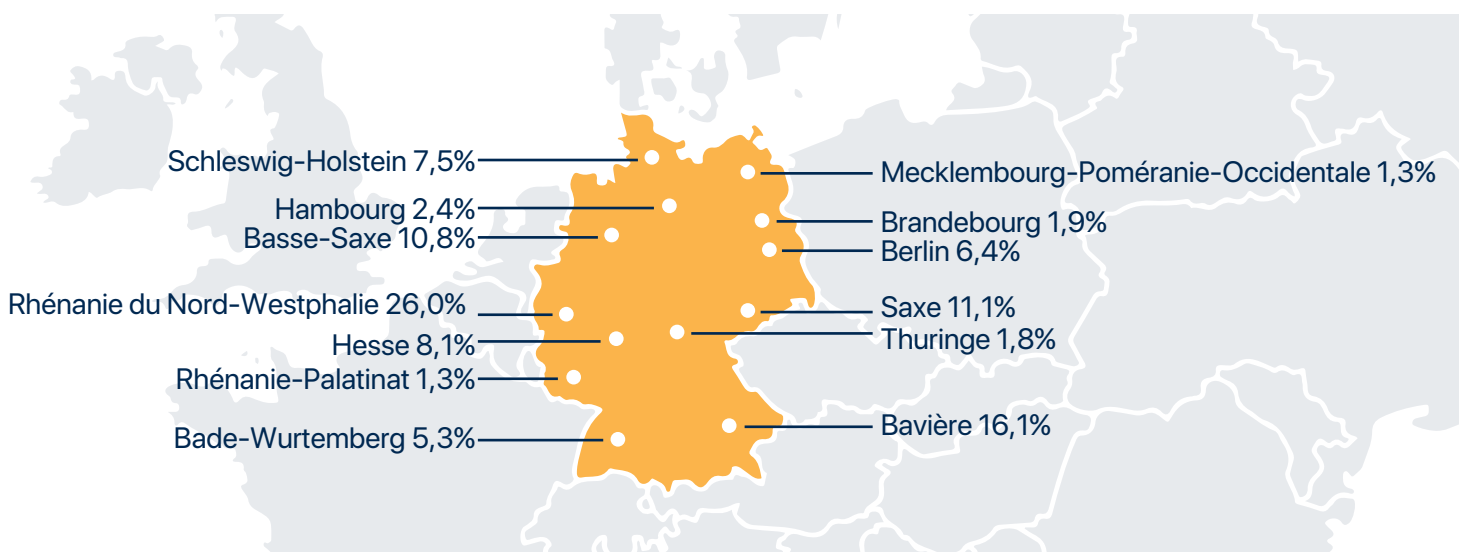 Schleswig-Holstein 7,5%
Hambourg 2,4%
Basse-Saxe 10,8%
Rhénanie du Nord-Westphalie 26,0%
Hesse 8,1%
Rhénanie-Palatinat 1,3%
Bade-Wurtemberg 5,3%
Mecklembourg-Poméranie-Occidentale 1,3%
Brandebourg 1,9%
Berlin 6,4%
Saxe 11,1%
Thuringe 1,8%
Bavière 16,1%